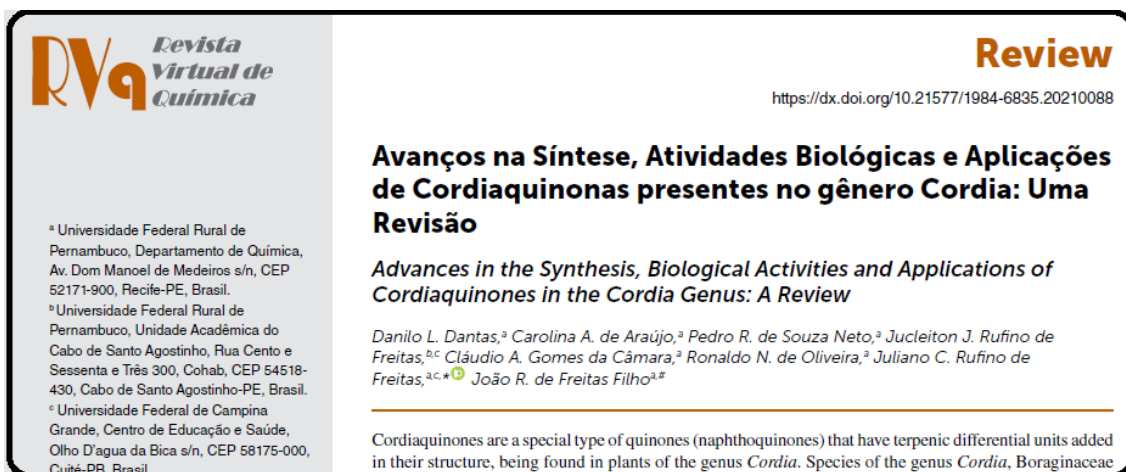 RVq
Revista
Virtual de
Química
ᵃ Universidade Federal Rural de
Pernambuco, Departamento de Química,
Av. Dom Manoel de Medeiros s/n, CEP
52171-900, Recife-PE, Brasil.
ᵇ Universidade Federal Rural de
Pernambuco, Unidade Acadêmica do
Cabo de Santo Agostinho, Rua Cento e
Sessenta e Três 300, Cohab, CEP 54518-
430, Cabo de Santo Agostinho-PE, Brasil.
ᶜ Universidade Federal de Campina
Grande, Centro de Educação e Saúde,
Olho D'agua da Bica s/n, CEP 58175-000,
Cuité-PB, Brasil
Review
https://dx.doi.org/10.21577/1984-6835.20210088
Avanços na Síntese, Atividades Biológicas e Aplicações
de Cordiaquinonas presentes no gênero Cordia: Uma
Revisão
Advances in the Synthesis, Biological Activities and Applications of
Cordiaquinones in the Cordia Genus: A Review
Danilo L. Dantas,ᵃ Carolina A. de Araújo,ᵃ Pedro R. de Souza Neto,ᵃ Jucleiton J. Rufino de
Freitas,ᵇ,ᶜ Cláudio A. Gomes da Câmara,ᵃ Ronaldo N. de Oliveira,ᵃ Juliano C. Rufino de
Freitas,ᵃ,ᶜ,* iD João R. de Freitas Filhoᵃ,#
Cordiaquinones are a special type of quinones (naphthoquinones) that have terpenic differential units added
in their structure, being found in plants of the genus Cordia. Species of the genus Cordia, Boraginaceae